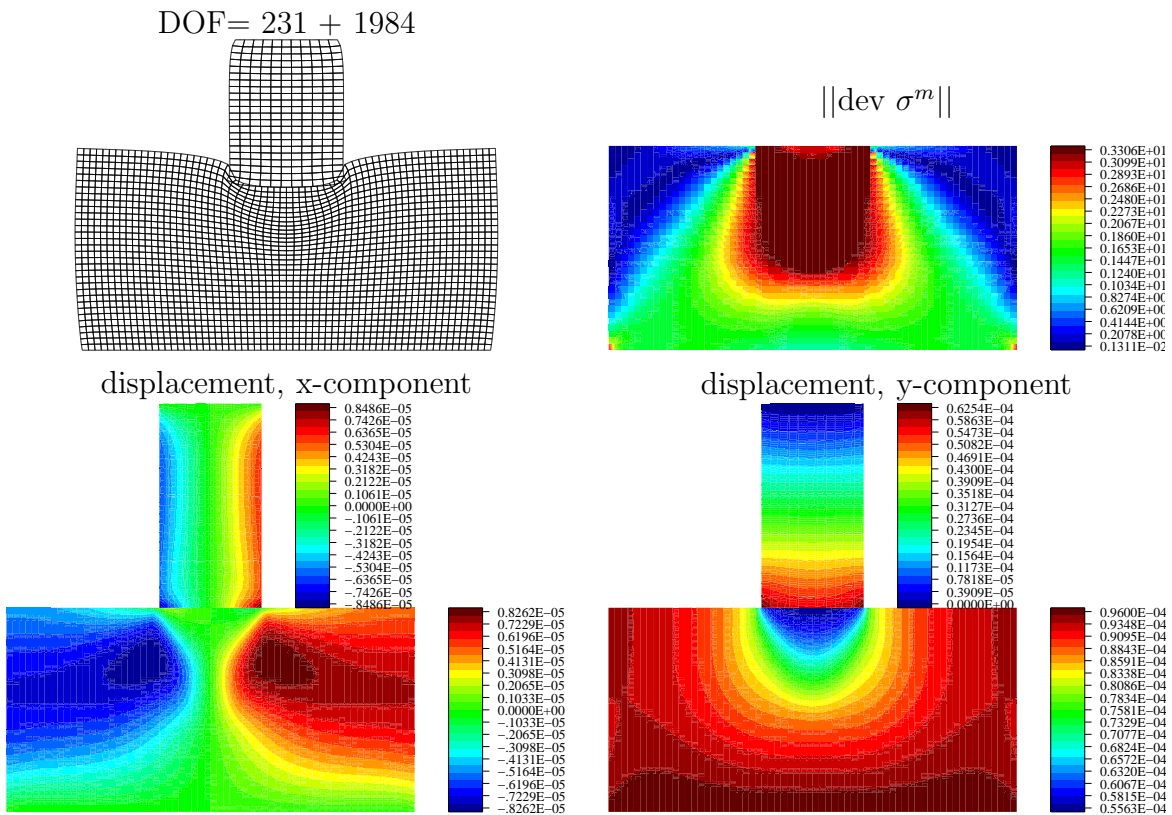 DOF= 231 + 1984
||dev σ^m||
0.3306E+01
0.3099E+01
0.2893E+01
0.2686E+01
0.2480E+01
0.2273E+01
0.2067E+01
0.1860E+01
0.1653E+01
0.1447E+01
0.1240E+01
0.1034E+01
0.8274E+00
0.6209E+00
0.4144E+00
0.2078E+00
0.1311E−02
displacement, x-component
0.8486E−05
0.7426E−05
0.6365E−05
0.5304E−05
0.4243E−05
0.3182E−05
0.2122E−05
0.1061E−05
0.0000E+00
−.1061E−05
−.2122E−05
−.3182E−05
−.4243E−05
−.5304E−05
−.6365E−05
−.7426E−05
−.8486E−05
0.8262E−05
0.7229E−05
0.6196E−05
0.5164E−05
0.4131E−05
0.3098E−05
0.2065E−05
0.1033E−05
0.0000E+00
−.1033E−05
−.2065E−05
−.3098E−05
−.4131E−05
−.5164E−05
−.6196E−05
−.7229E−05
−.8262E−05
displacement, y-component
0.6254E−04
0.5863E−04
0.5473E−04
0.5082E−04
0.4691E−04
0.4300E−04
0.3909E−04
0.3518E−04
0.3127E−04
0.2736E−04
0.2345E−04
0.1954E−04
0.1564E−04
0.1173E−04
0.7818E−05
0.3909E−05
0.0000E+00
0.9600E−04
0.9348E−04
0.9095E−04
0.8843E−04
0.8591E−04
0.8338E−04
0.8086E−04
0.7834E−04
0.7581E−04
0.7329E−04
0.7077E−04
0.6824E−04
0.6572E−04
0.6320E−04
0.6067E−04
0.5815E−04
0.5563E−04